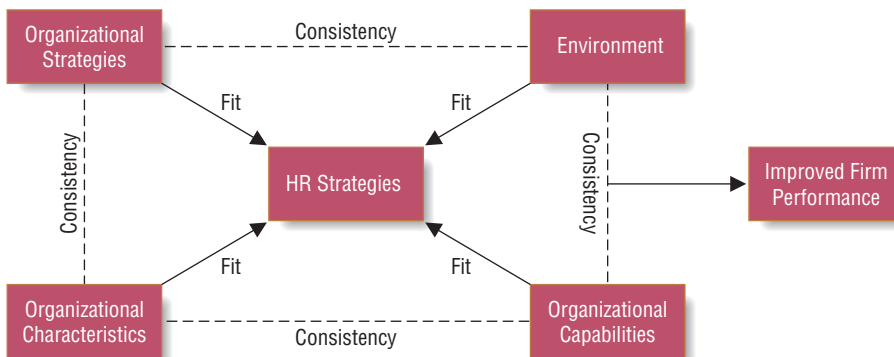 Organizational
Strategies
Consistency
Environment
Fit
Fit
Consistency
HR Strategies
Consistency
Improved Firm
Performance
Fit
Fit
Organizational
Characteristics
Consistency
Organizational
Capabilities